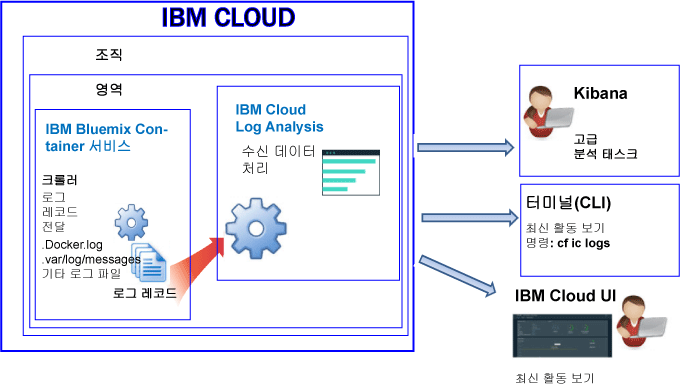 IBM CLOUD
조직
영역
IBM Bluemix Con-
tainer 서비스
크롤러
로그
레코드
전달
.Docker.log
.var/log/messages
기타 로그 파일
로그 레코드
IBM Cloud
Log Analysis
수신 데이터
처리
Kibana
고급
분석 태스크
터미널(CLI)
최신 활동 보기
명령: cf ic logs
IBM Cloud UI
최신 활동 보기